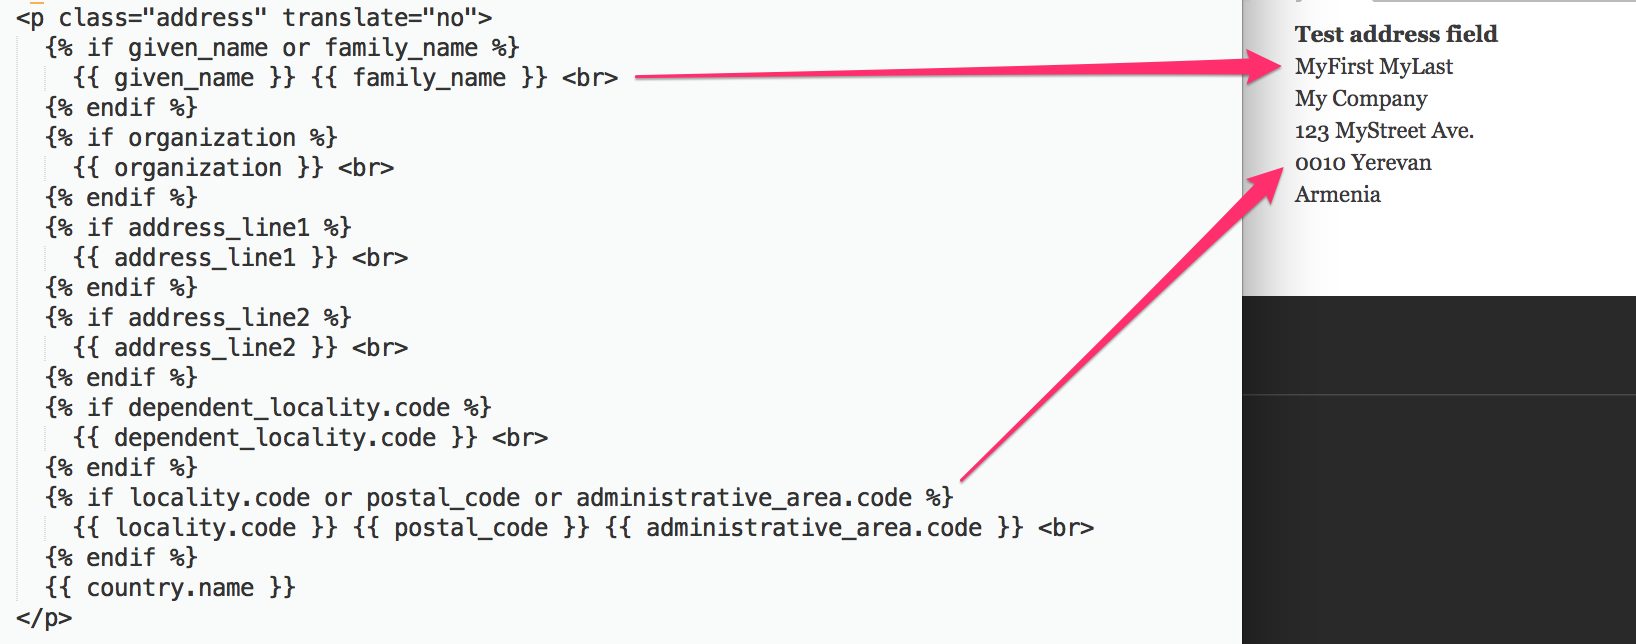 <p class="address" translate="no">
{% if given_name or family_name %}
{{ given_name }} {{ family_name }} <br>
{% endif %}
{% if organization %}
{{ organization }} <br>
{% endif %}
{% if address_line1 %}
{{ address_line1 }} <br>
{% endif %}
{% if address_line2 %}
{{ address_line2 }} <br>
{% endif %}
{% if dependent_locality.code %}
{{ dependent_locality.code }} <br>
{% endif %}
{% if locality.code or postal_code or administrative_area.code %}
{{ locality.code }} {{ postal_code }} {{ administrative_area.code }} <br>
{% endif %}
{{ country.name }}
</p>
Test address field
MyFirst MyLast
My Company
123 MyStreet Ave.
0010 Yerevan
Armenia